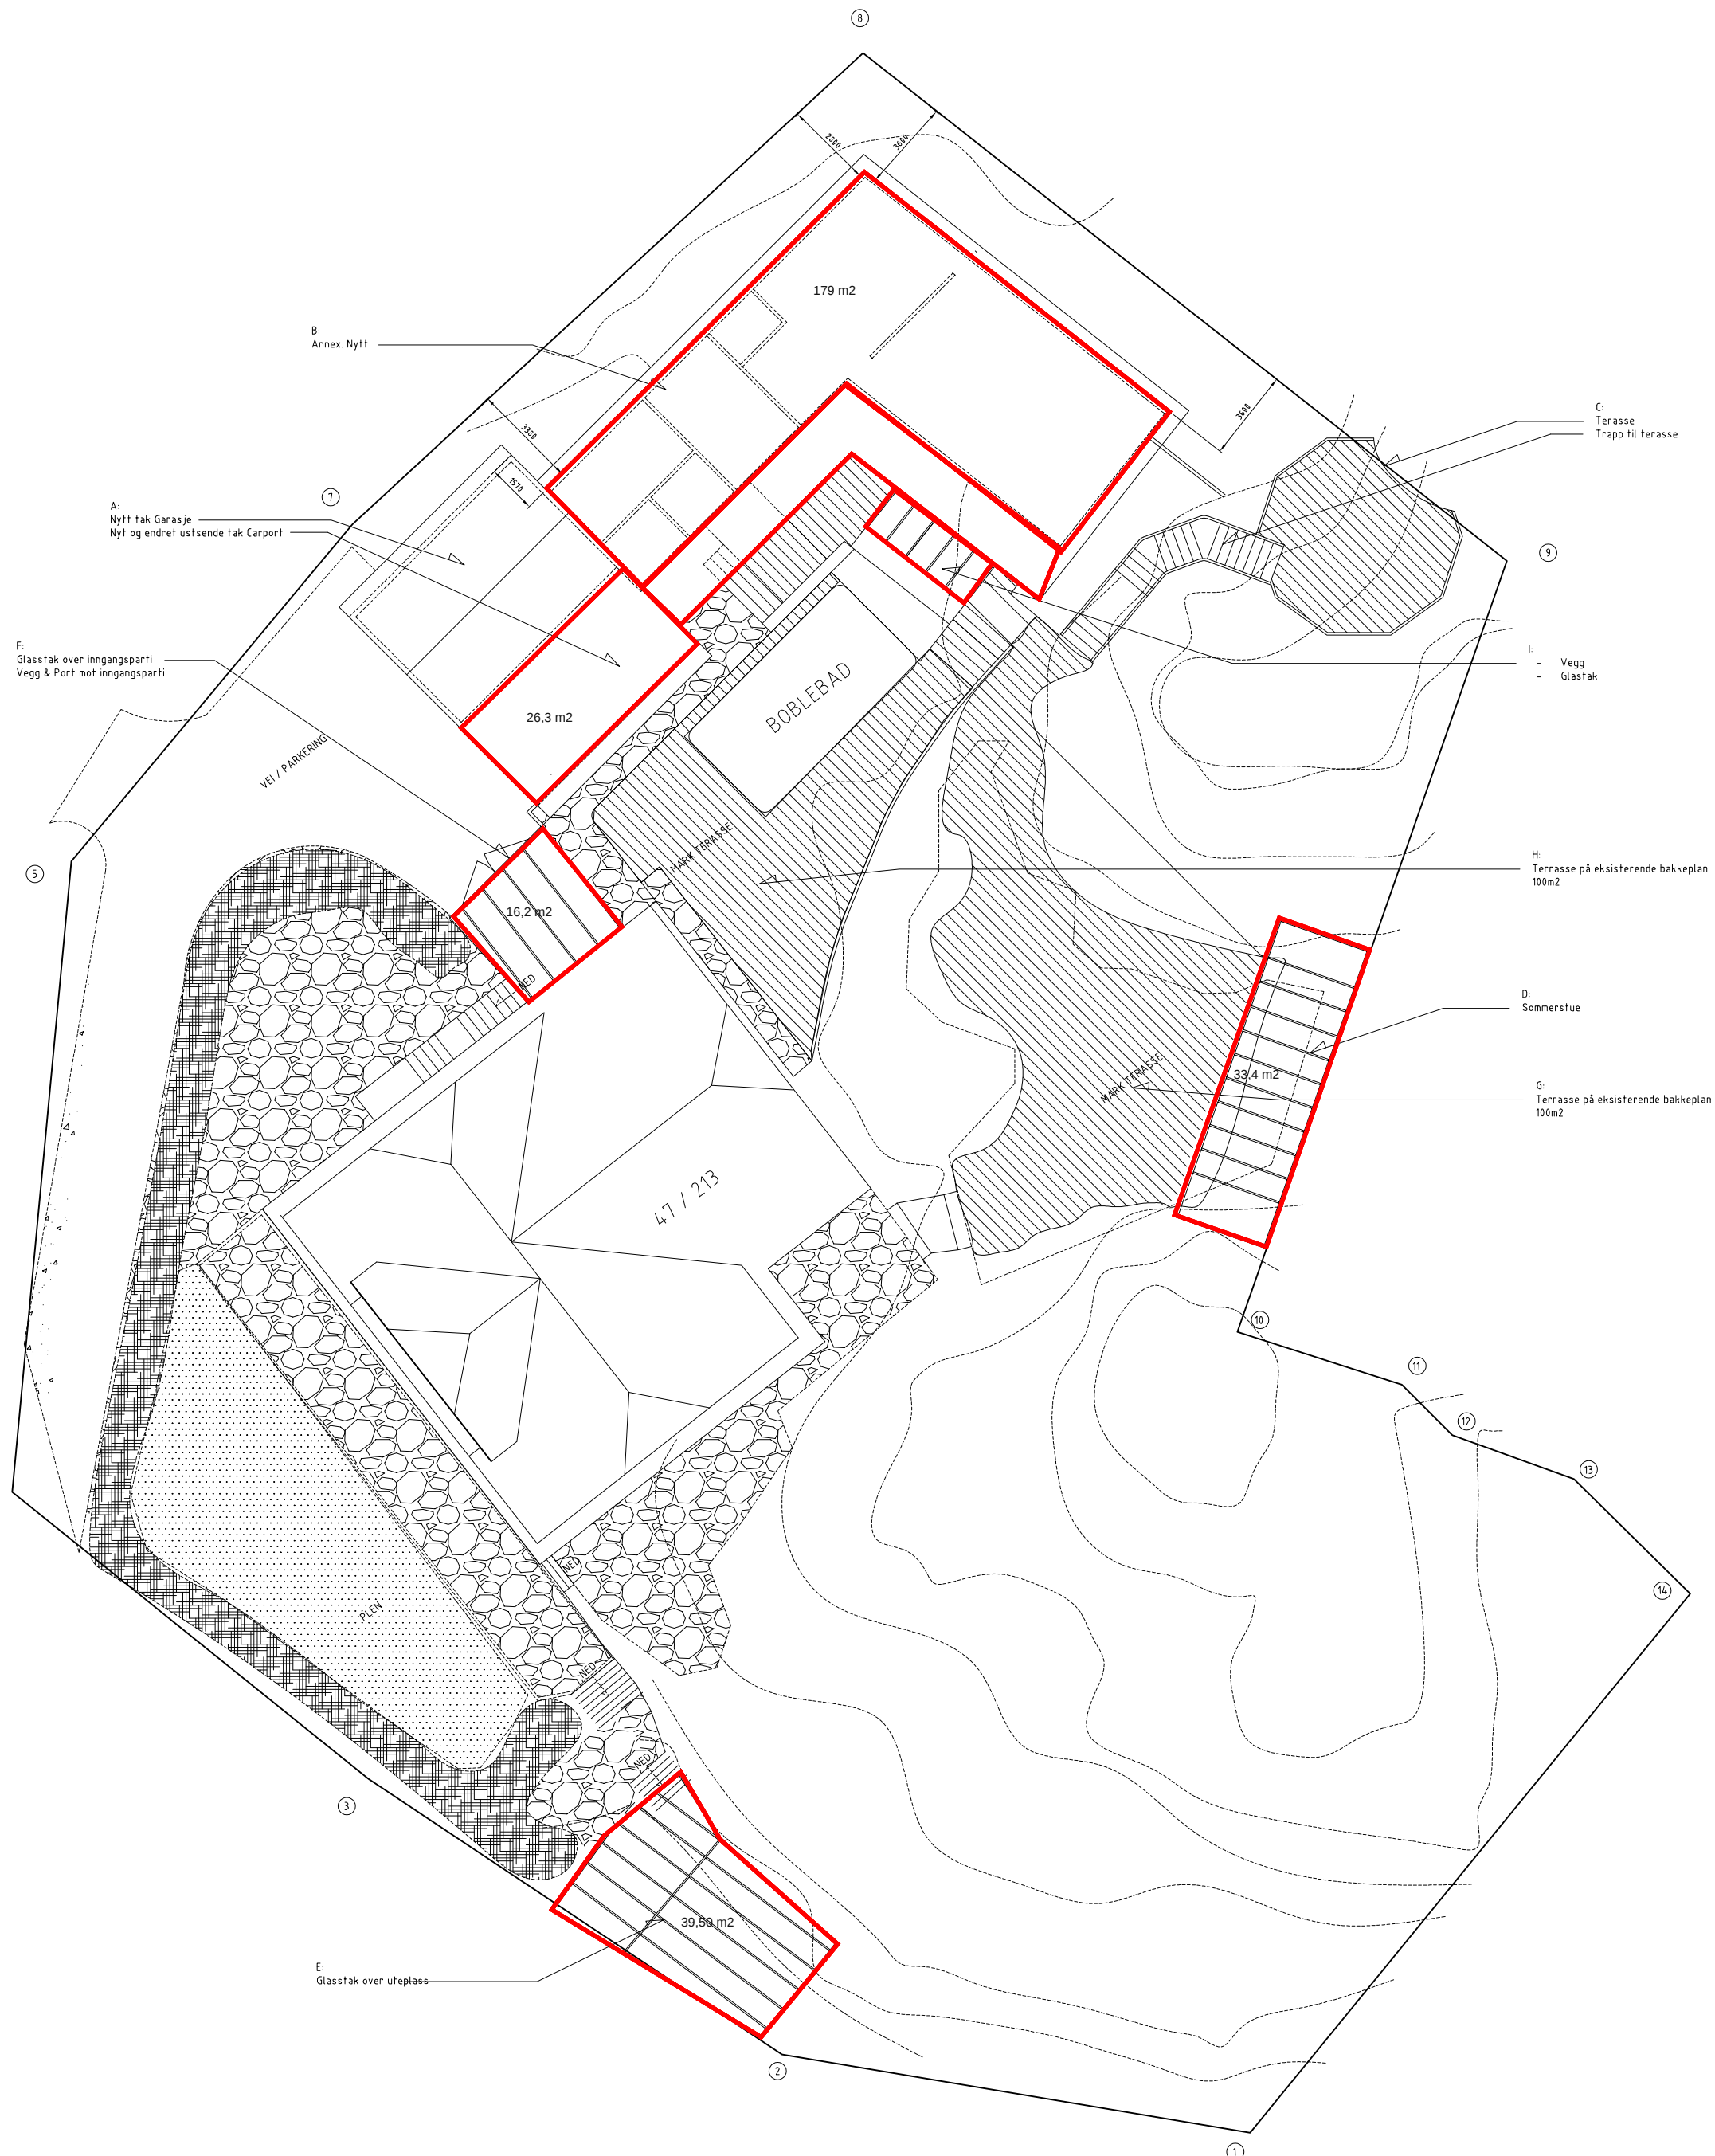 8
2800
3600
179 m2
B:
Annex. Nytt
3600
C:
Terasse
Trapp til terasse
3380
1570
7
A:
Nytt tak Garasje
Nyt og endret ustsende tak Carport
9
F:
Glasstak over inngangsparti
Vegg & Port mot inngangsparti
I:
- Vegg
- Glastak
BOBLEBAD
26,3 m2
VEI / PARKERING
MARK TERASSE
5
H:
Terrasse på eksisterende bakkeplan
100m2
16,2 m2
NED
D:
Sommerstue
33,4 m2
MARK TERASSE
G:
Terrasse på eksisterende bakkeplan
100m2
47 / 213
10
11
12
13
14
NED
PLEN
NED
NED
3
39,50 m2
E:
Glasstak over uteplass
2
1